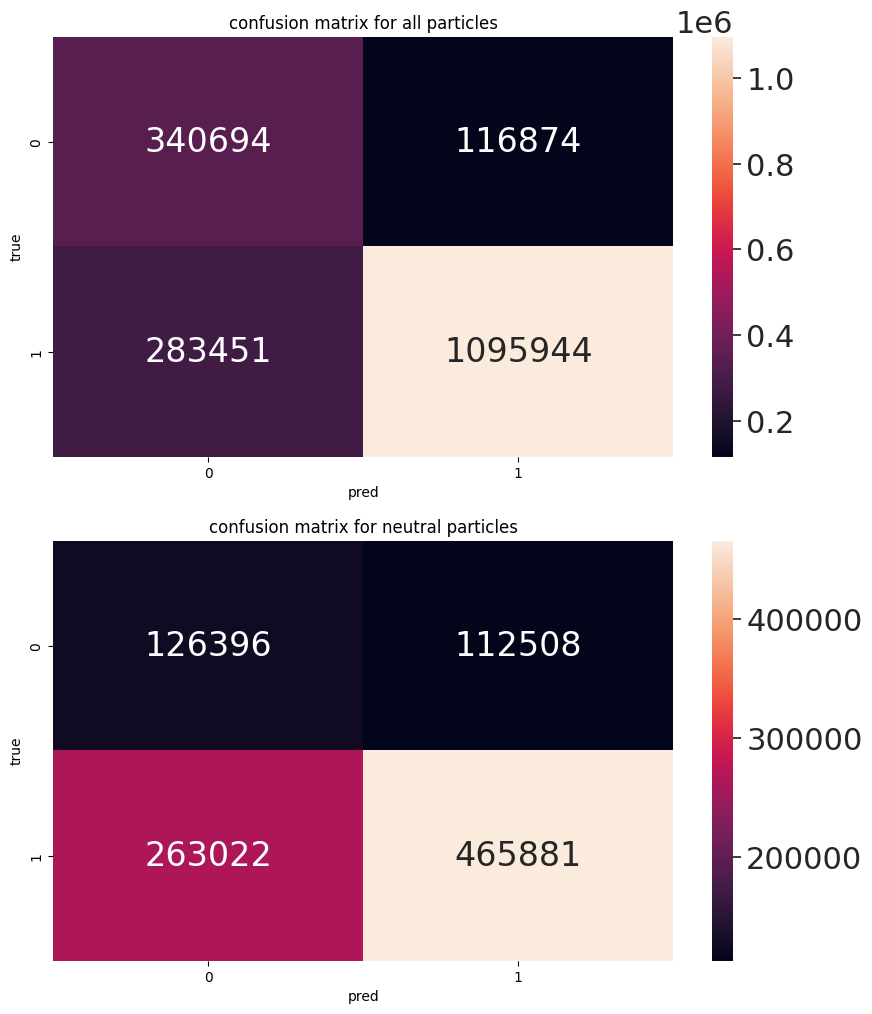 confusion matrix for all particles
1e6
340694 116874
283451 1095944
0
1
true
0 1
pred
1.0
0.8
0.6
0.4
0.2
confusion matrix for neutral particles
126396 112508
263022 465881
0
1
true
0 1
pred
400000
300000
200000